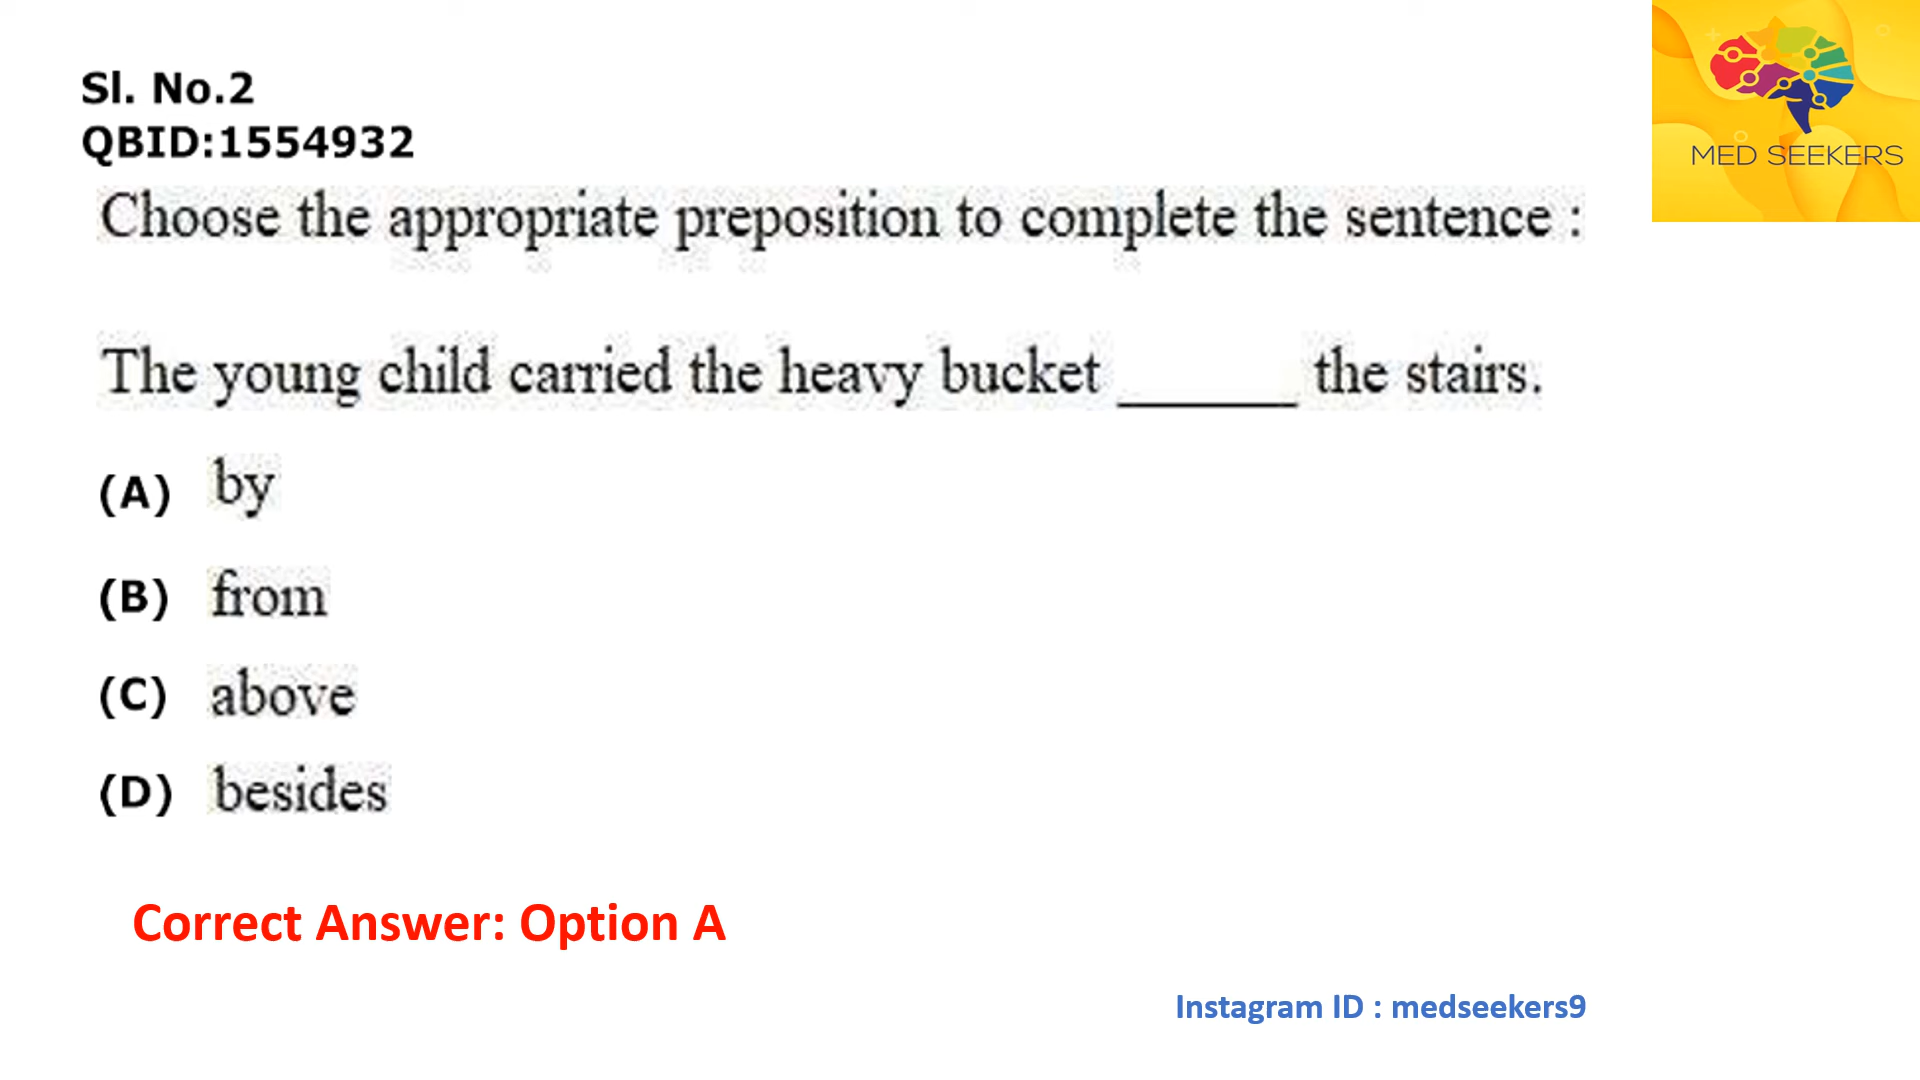 Sl. No.2
QBID:1554932
MED SEEKERS
Choose the appropriate preposition to complete the sentence :
The young child carried the heavy bucket ______ the stairs.
(A) by
(B) from
(C) above
(D) besides
Correct Answer: Option A
Instagram ID : medseekers9